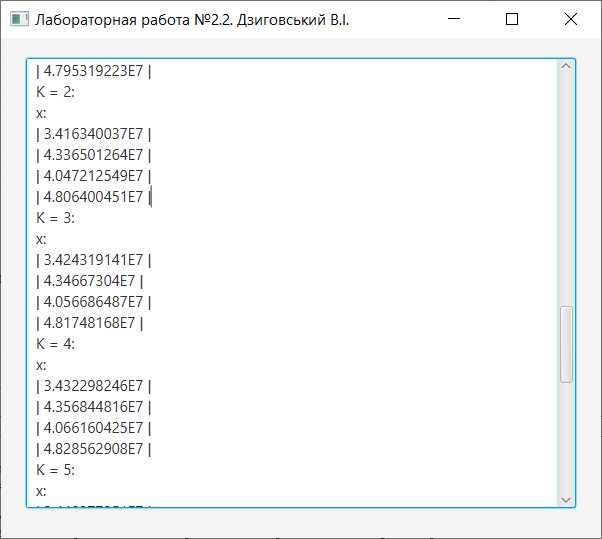 Лабораторная работа №2.2. Дзиговський В.І.
| 4.795319223E7 |
K = 2:
x:
| 3.416340037E7 |
| 4.336501264E7 |
| 4.047212549E7 |
| 4.806400451E7 |
K = 3:
x:
| 3.424319141E7 |
| 4.34667304E7 |
| 4.056686487E7 |
| 4.81748168E7 |
K = 4:
x:
| 3.432298246E7 |
| 4.356844816E7 |
| 4.066160425E7 |
| 4.828562908E7 |
K = 5:
x: